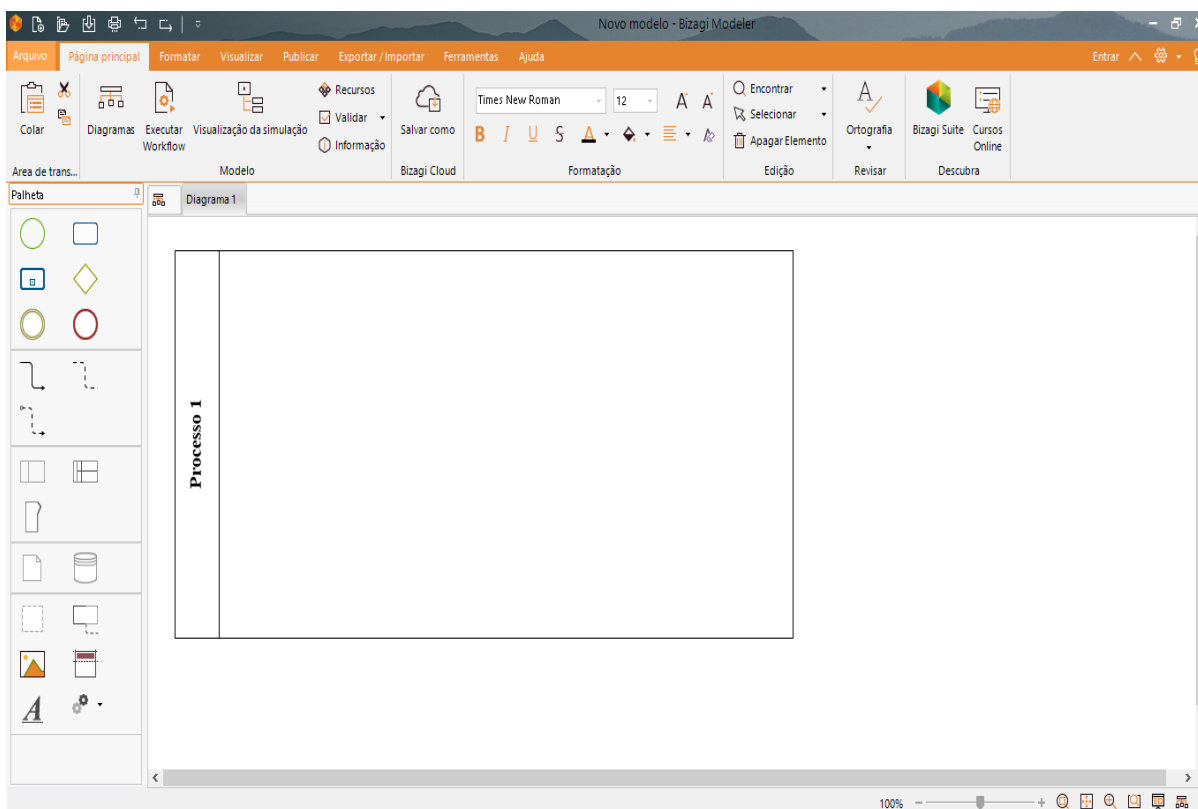 Novo modelo - Bizagi Modeler
Arquivo Página principal Formatar Visualizar Publicar Exportar / Importar Ferramentas Ajuda Entrar
Colar
Diagramas
Executar Workflow
Visualização da simulação
Recursos
Validar
Informação
Salvar como
Times New Roman 12
B I U S A
Encontrar
Selecionar
Apagar Elemento
Ortografia
Bizagi Suite
Cursos Online
Area de trans... Modelo Bizagi Cloud Formatação Edição Revisar Descubra
Palheta
Diagrama 1
Processo 1
A
100%